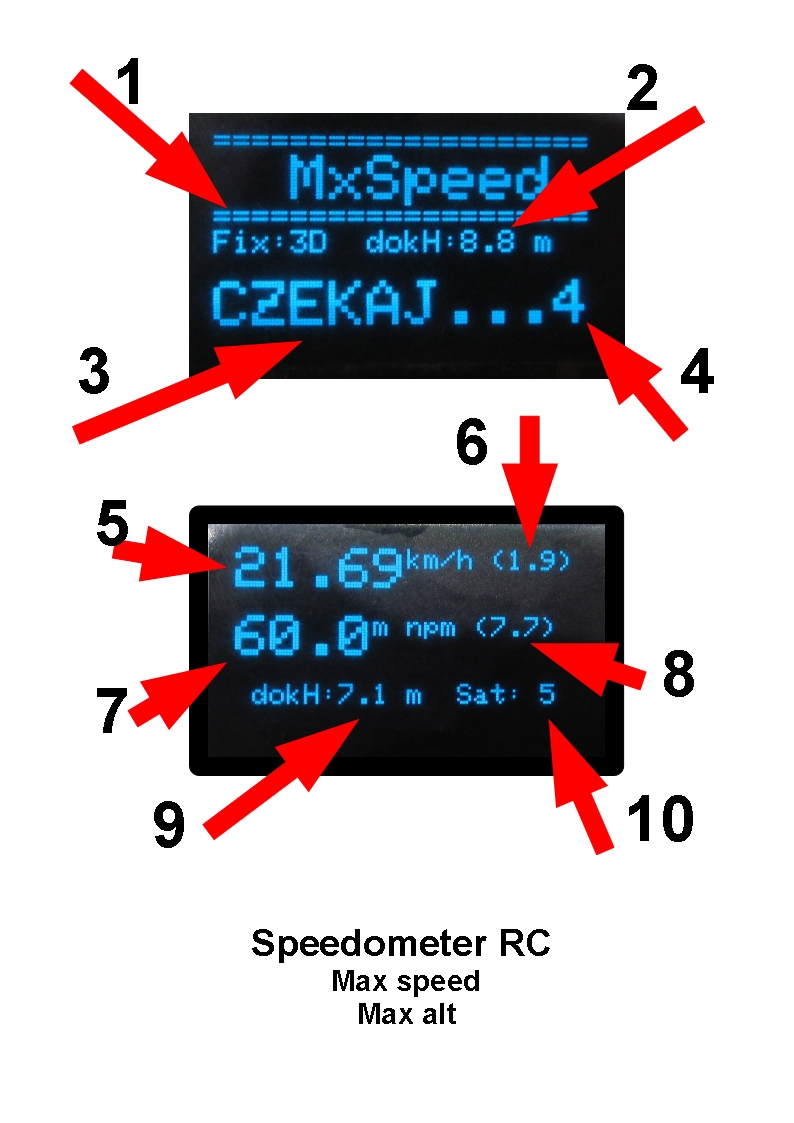 1
2
====================
MxSpeed
====================
Fix:3D dokH:8.8 m
CZEKAJ...4
3
4
6
5
21.69km/h (1.9)
60.0m npm (7.7)
8
7
dokH:7.1 m Sat: 5
9
10
Speedometer RC
Max speed
Max alt